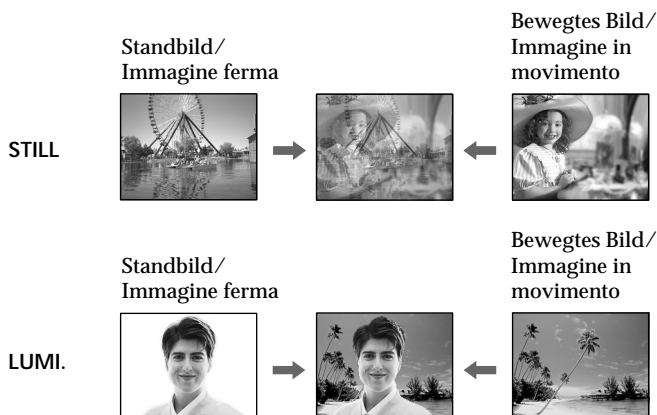 Standbild/
Immagine ferma
Bewegtes Bild/
Immagine in
movimento
STILL
Standbild/
Immagine ferma
Bewegtes Bild/
Immagine in
movimento
LUMI.